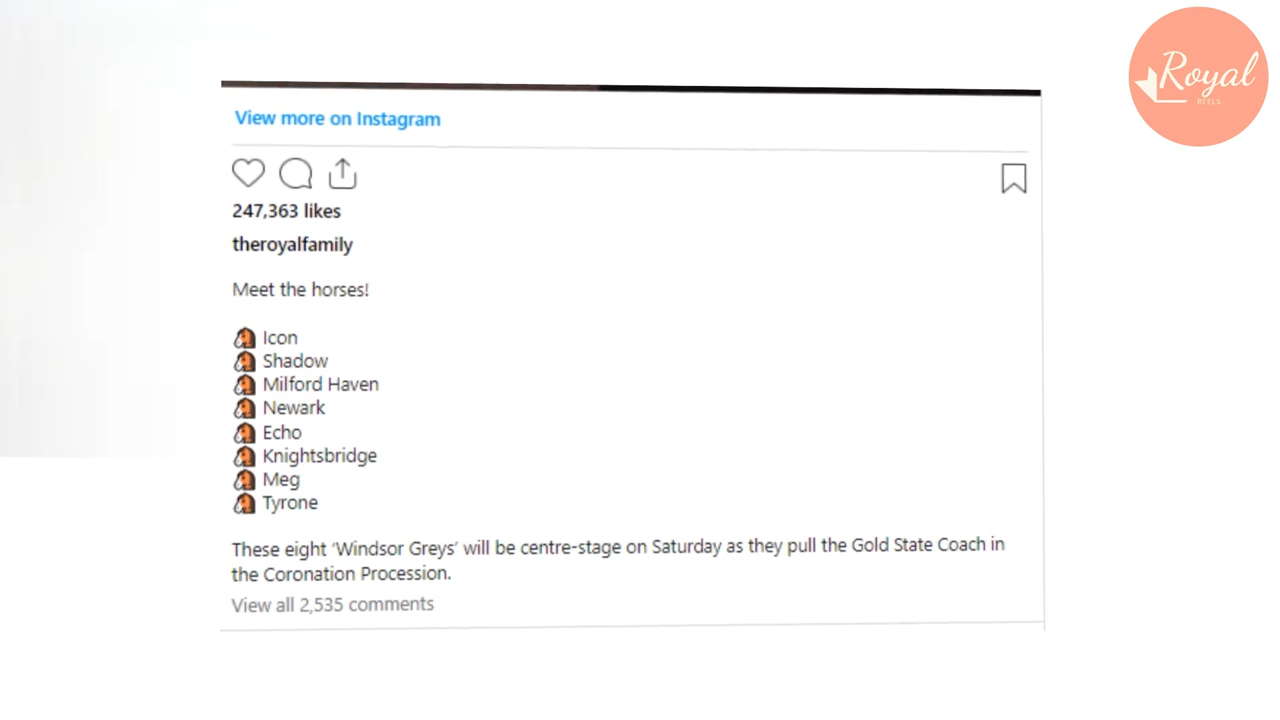 Royal
REELS
View more on Instagram
247,363 likes
theroyalfamily
Meet the horses!
Icon
Shadow
Milford Haven
Newark
Echo
Knightsbridge
Meg
Tyrone
These eight ‘Windsor Greys’ will be centre-stage on Saturday as they pull the Gold State Coach in
the Coronation Procession.
View all 2,535 comments